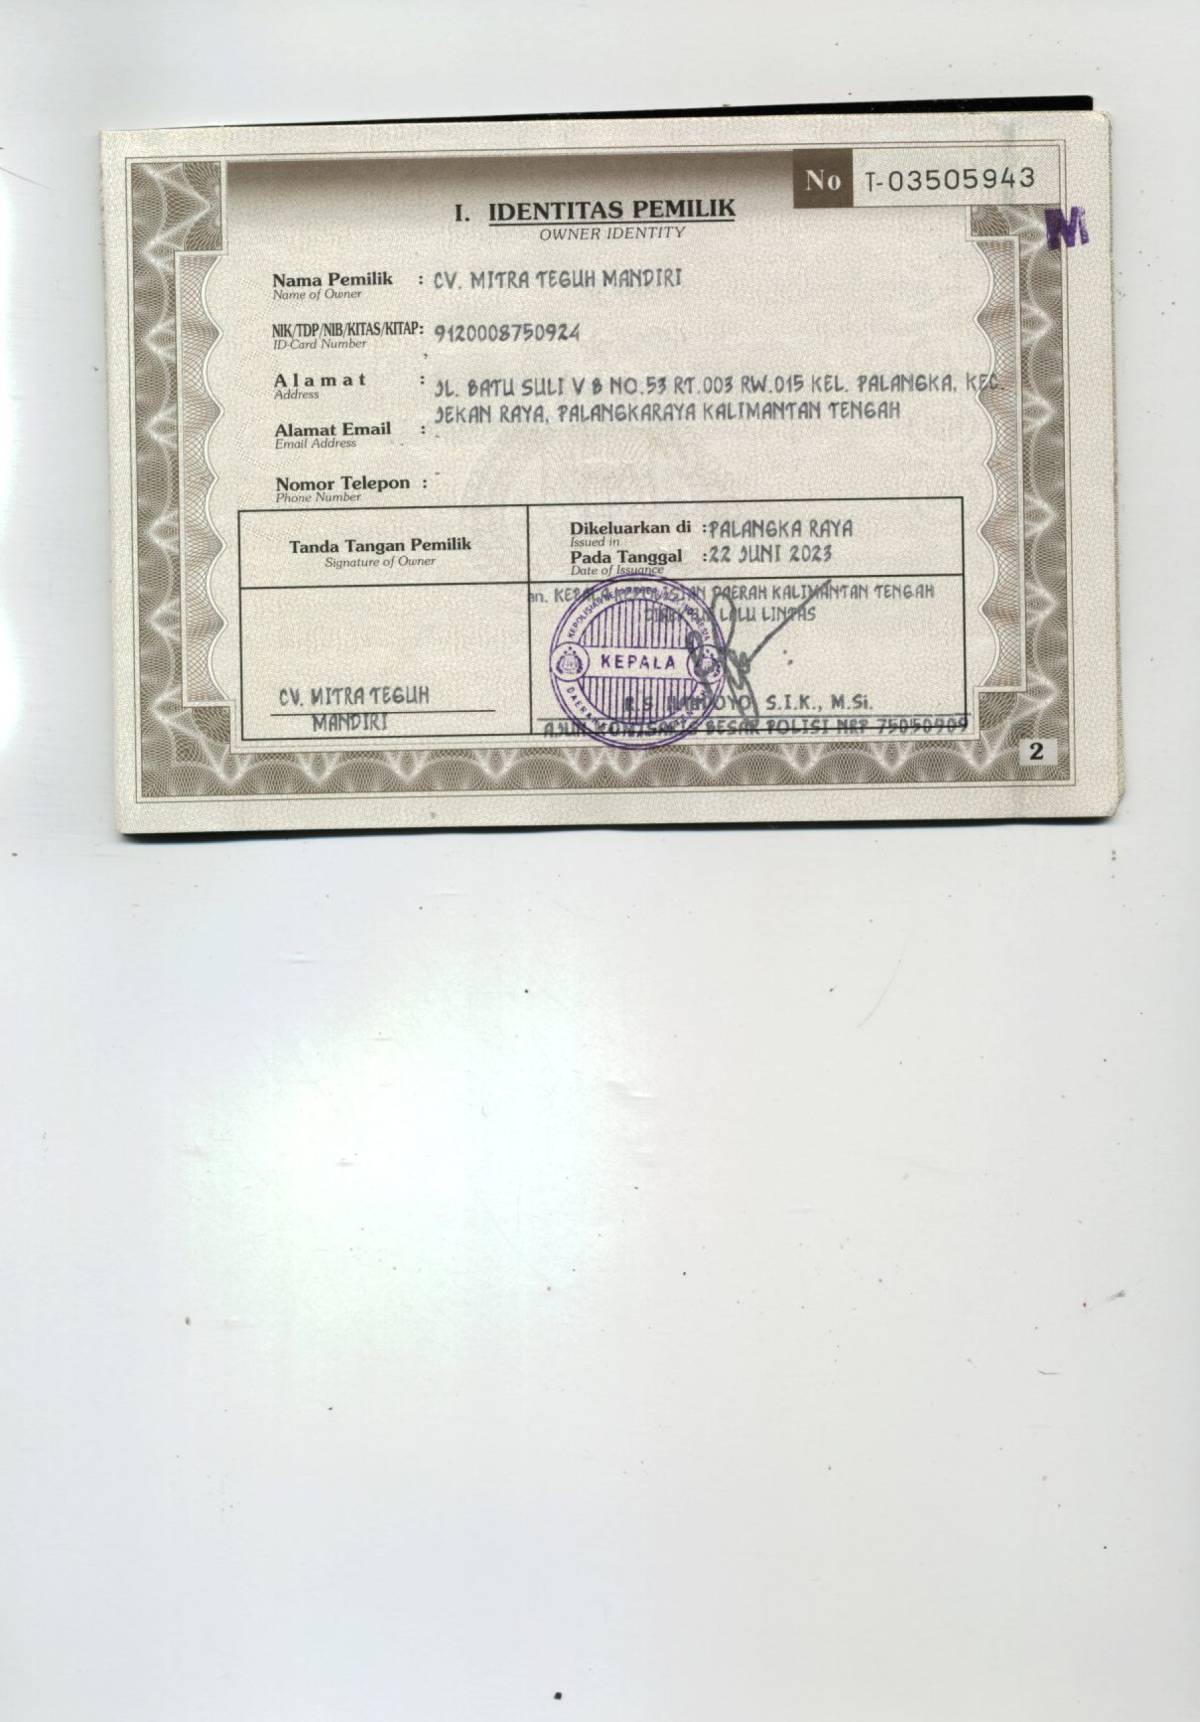 No T-03505943
I. IDENTITAS PEMILIK
OWNER IDENTITY
M
Nama Pemilik : CV. MITRA TEGUH MANDIRI
Name of Owner
NIK/TDP/NIB/KITAS/KITAP: 9120008750924
ID-Card Number
Alamat : JL. BATU SULI V B NO.53 RT.003 RW.015 KEL. PALANGKA, KEC.
Address
JEKAN RAYA, PALANGKARAYA KALIMANTAN TENGAH
Alamat Email : -
Email Address
Nomor Telepon : -
Phone Number
Tanda Tangan Pemilik
Signature of Owner
Dikeluarkan di : PALANGKA RAYA
Issued in
Pada Tanggal : 22 JUNI 2023
Date of Issuance
an. DAERAH KALIMANTAN TENGAH
LALU LINTAS
KEPALA
CV. MITRA TEGUH
MANDIRI
S.I.K., M.Si.
BESAR POLISI NRP 75050909
2